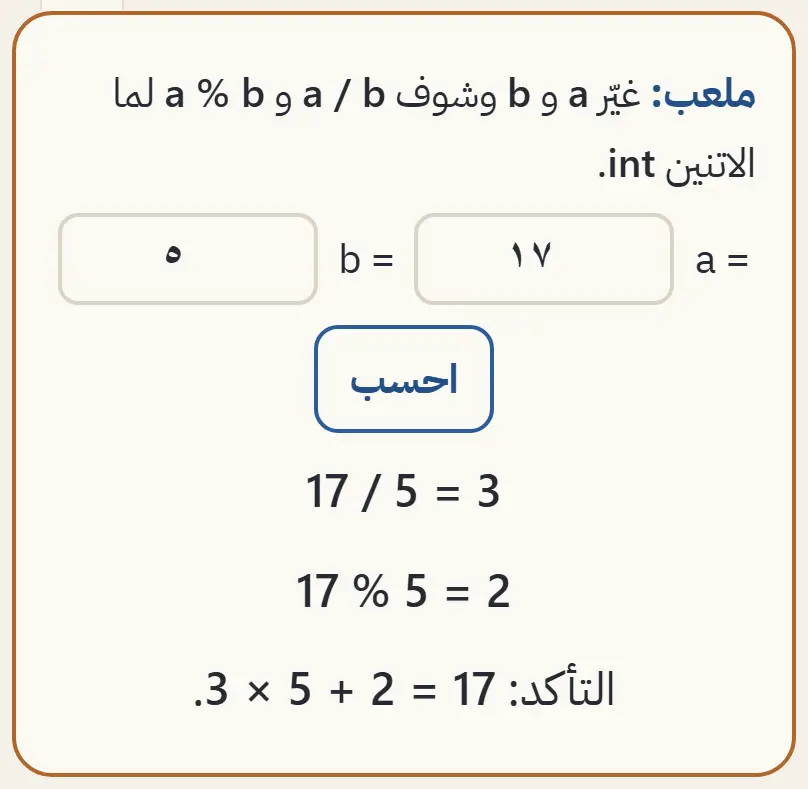 ملعب: غيّر a و b وشوف a / b و a % b لما
الاتنين int.
a = ١٧ b = ٥
احسب
17 / 5 = 3
17 % 5 = 2
التأكد: 3 × 5 + 2 = 17.